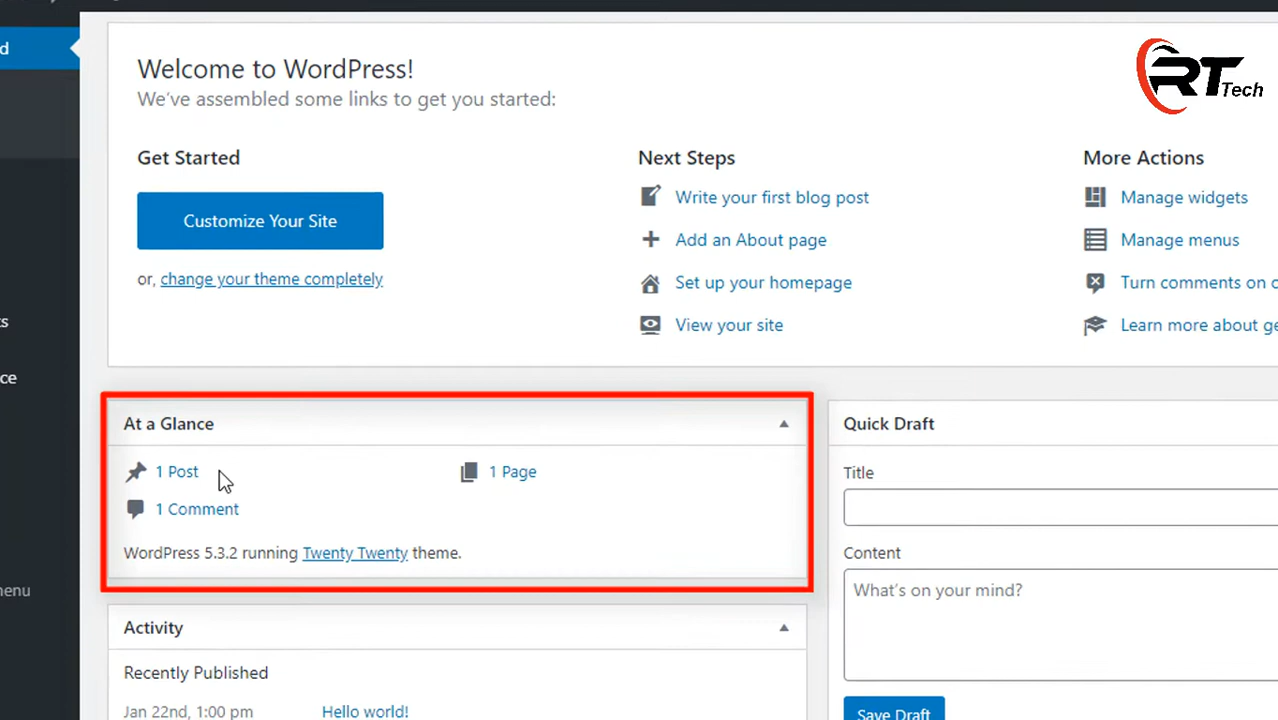 d
Welcome to WordPress!
We've assembled some links to get you started:
RT Tech
Get Started
Next Steps
More Actions
Customize Your Site
or, change your theme completely
Write your first blog post
Add an About page
Set up your homepage
View your site
Manage widgets
Manage menus
Turn comments on o
Learn more about ge
s
ce
enu
At a Glance
1 Post
1 Page
1 Comment
WordPress 5.3.2 running Twenty Twenty theme.
Quick Draft
Title
Content
What's on your mind?
Save Draft
Activity
Recently Published
Jan 22nd, 1:00 pm
Hello world!